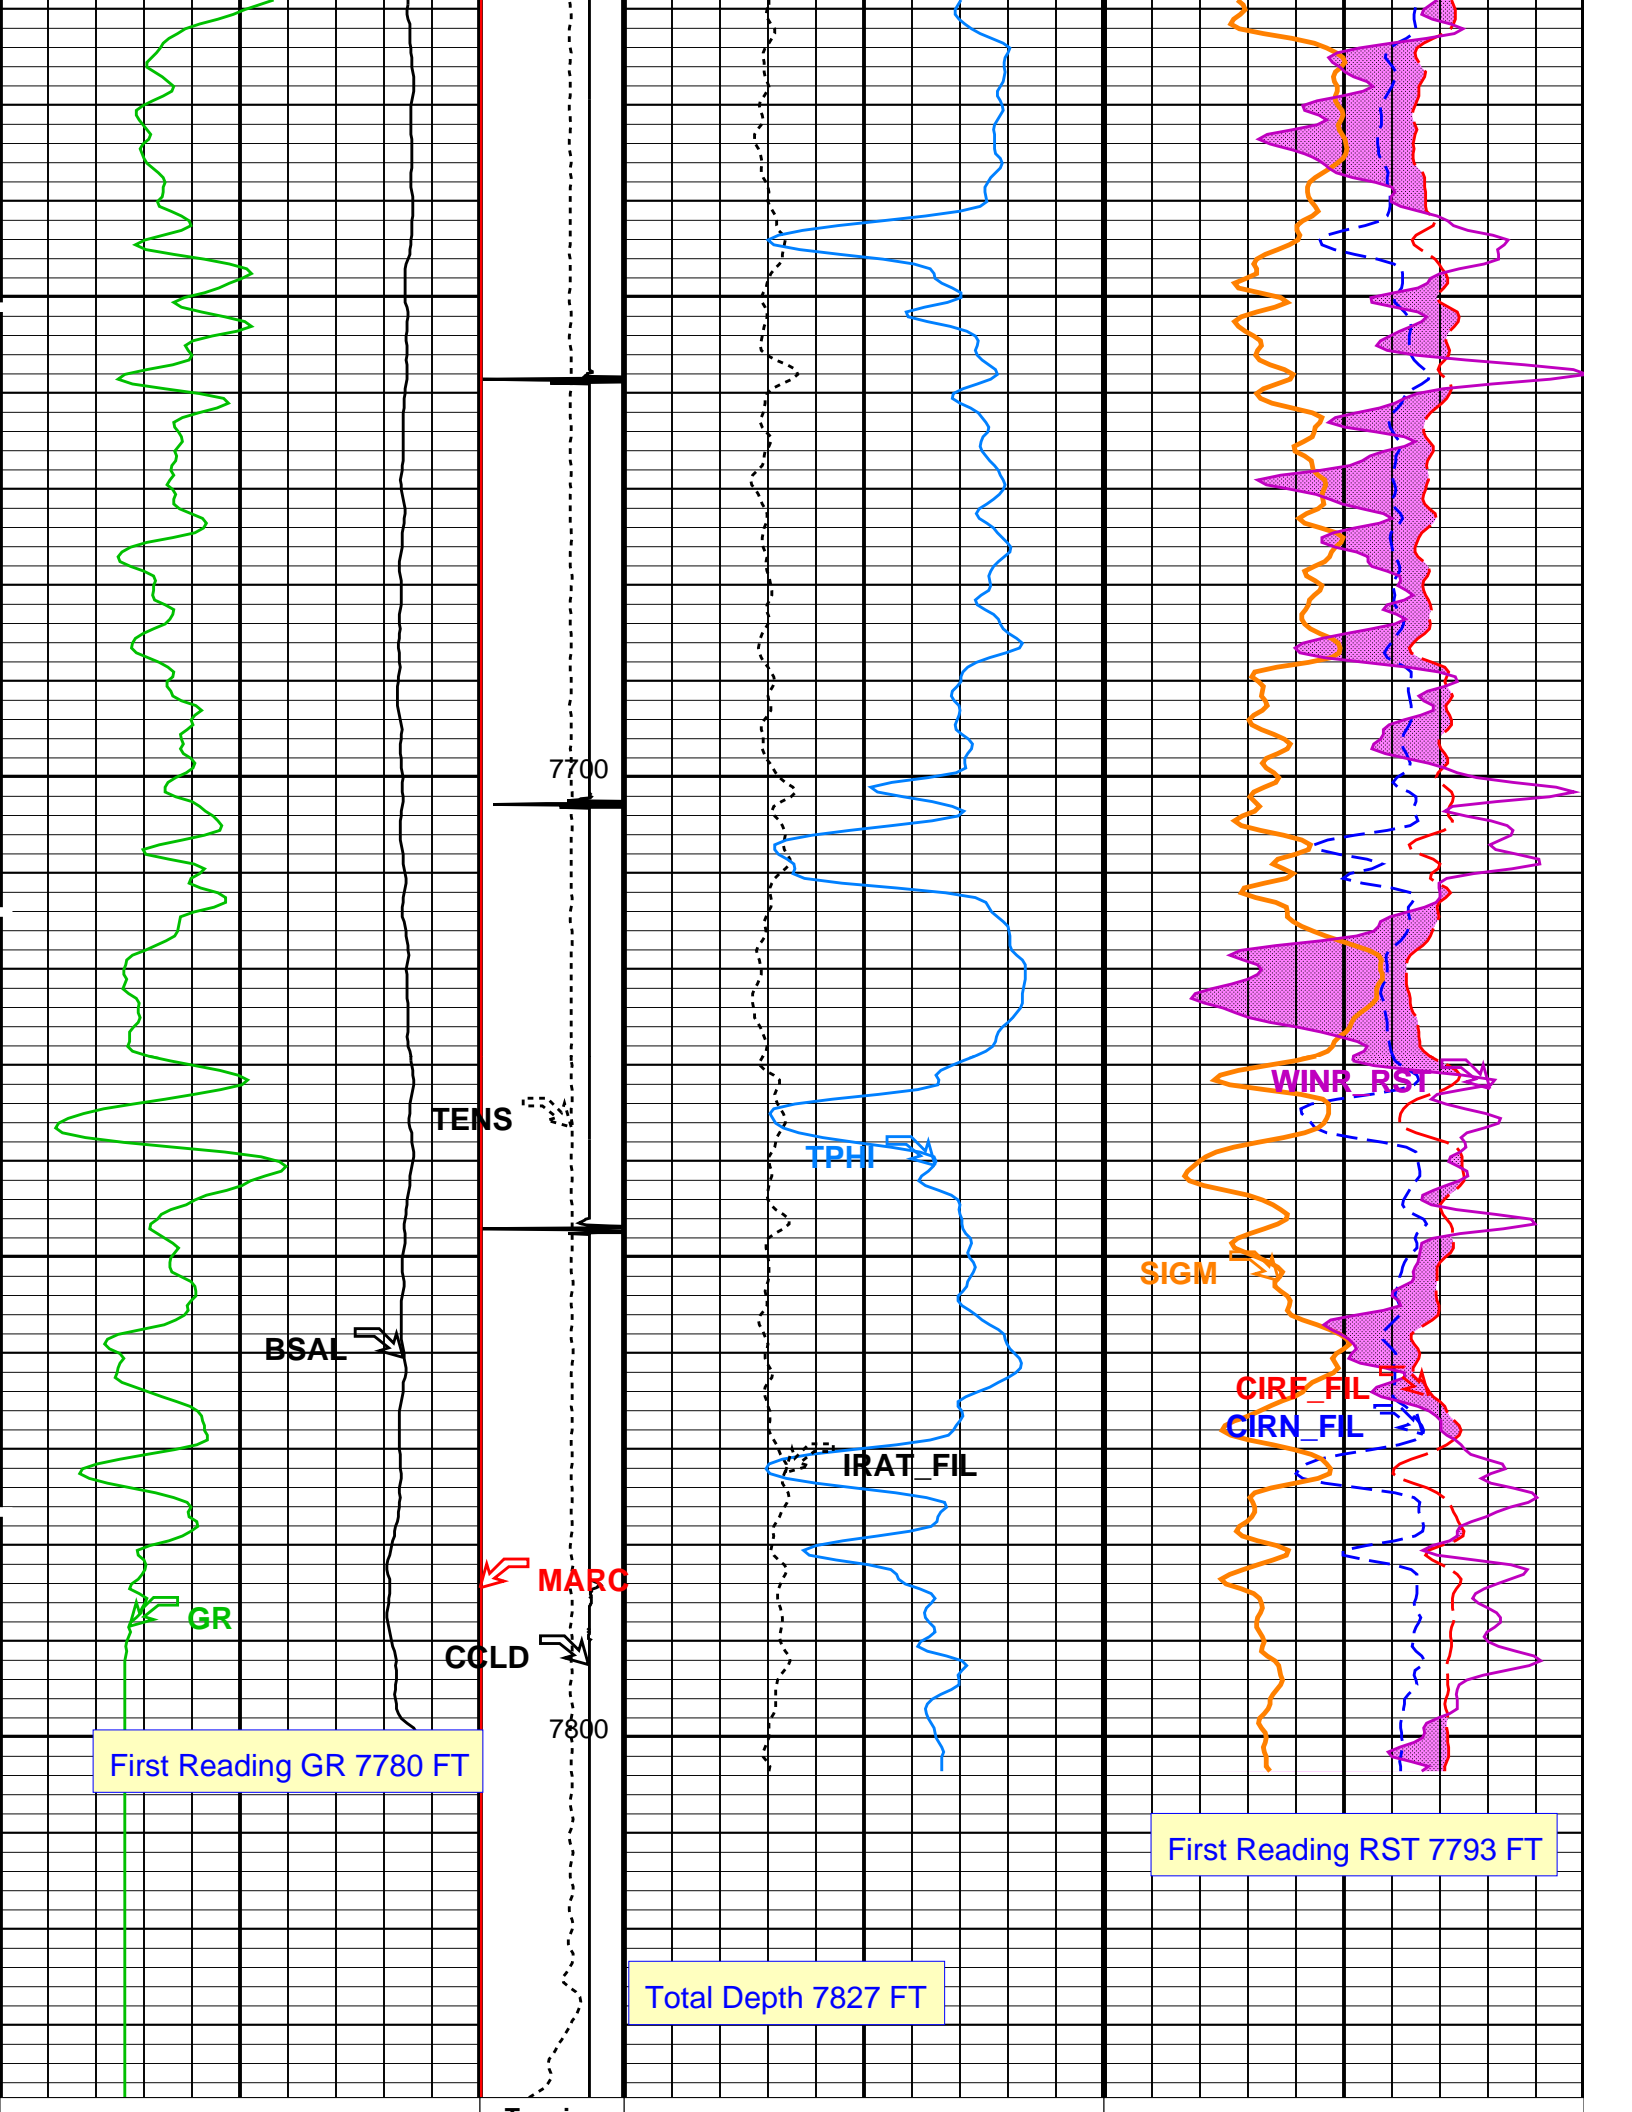 7700
WINR_RST
TENS
TPHI
SIGM
BSAL
CIRF_FIL
CIRN_FIL
IRAT_FIL
MARC
GR
CCLD
7800
First Reading GR 7780 FT
First Reading RST 7793 FT
Total Depth 7827 FT